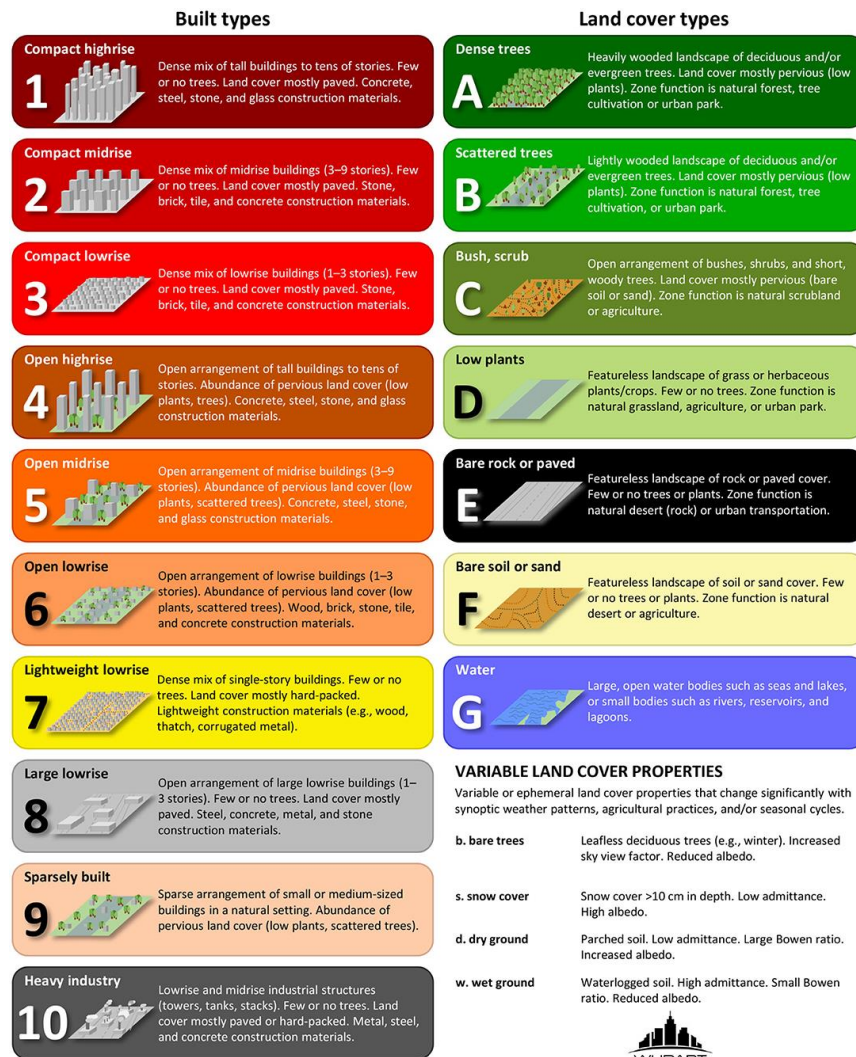 Built types
Compact highrise
1
Dense mix of tall buildings to tens of stories. Few
or no trees. Land cover mostly paved. Concrete,
steel, stone, and glass construction materials.
Compact midrise
2
Dense mix of midrise buildings (3–9 stories). Few
or no trees. Land cover mostly paved. Stone,
brick, tile, and concrete construction materials.
Compact lowrise
3
Dense mix of lowrise buildings (1–3 stories). Few
or no trees. Land cover mostly paved. Stone,
brick, tile, and concrete construction materials.
Open highrise
4
Open arrangement of tall buildings to tens of
stories. Abundance of pervious land cover (low
plants, trees). Concrete, steel, stone, and glass
construction materials.
Open midrise
5
Open arrangement of midrise buildings (3–9
stories). Abundance of pervious land cover (low
plants, scattered trees). Concrete, steel, stone,
and glass construction materials.
Open lowrise
6
Open arrangement of lowrise buildings (1–3
stories). Abundance of pervious land cover (low
plants, scattered trees). Wood, brick, stone, tile,
and concrete construction materials.
Lightweight lowrise
7
Dense mix of single-story buildings. Few or no
trees. Land cover mostly hard-packed.
Lightweight construction materials (e.g., wood,
thatch, corrugated metal).
Large lowrise
8
Open arrangement of large lowrise buildings (1–
3 stories). Few or no trees. Land cover mostly
paved. Steel, concrete, metal, and stone
construction materials.
Sparsely built
9
Sparse arrangement of small or medium-sized
buildings in a natural setting. Abundance of
pervious land cover (low plants, scattered trees).
Heavy industry
10
Lowrise and midrise industrial structures
(towers, tanks, stacks). Few or no trees. Land
cover mostly paved or hard-packed. Metal, steel,
and concrete construction materials.
Land cover types
Dense trees
A
Heavily wooded landscape of deciduous and/or
evergreen trees. Land cover mostly pervious (low
plants). Zone function is natural forest, tree
cultivation or urban park.
Scattered trees
B
Lightly wooded landscape of deciduous and/or
evergreen trees. Land cover mostly pervious (low
plants). Zone function is natural forest, tree
cultivation, or urban park.
Bush, scrub
C
Open arrangement of bushes, shrubs, and short,
woody trees. Land cover mostly pervious (bare
soil or sand). Zone function is natural scrubland
or agriculture.
Low plants
D
Featureless landscape of grass or herbaceous
plants/crops. Few or no trees. Zone function is
natural grassland, agriculture, or urban park.
Bare rock or paved
E
Featureless landscape of rock or paved cover.
Few or no trees or plants. Zone function is
natural desert (rock) or urban transportation.
Bare soil or sand
F
Featureless landscape of soil or sand cover. Few
or no trees or plants. Zone function is natural
desert or agriculture.
Water
G
Large, open water bodies such as seas and lakes,
or small bodies such as rivers, reservoirs, and
lagoons.
VARIABLE LAND COVER PROPERTIES
Variable or ephemeral land cover properties that change significantly with
synoptic weather patterns, agricultural practices, and/or seasonal cycles.
b. bare trees
Leafless deciduous trees (e.g., winter). Increased
sky view factor. Reduced albedo.
s. snow cover
Snow cover >10 cm in depth. Low admittance.
High albedo.
d. dry ground
Parched soil. Low admittance. Large Bowen ratio.
Increased albedo.
w. wet ground
Waterlogged soil. High admittance. Small Bowen
ratio. Reduced albedo.